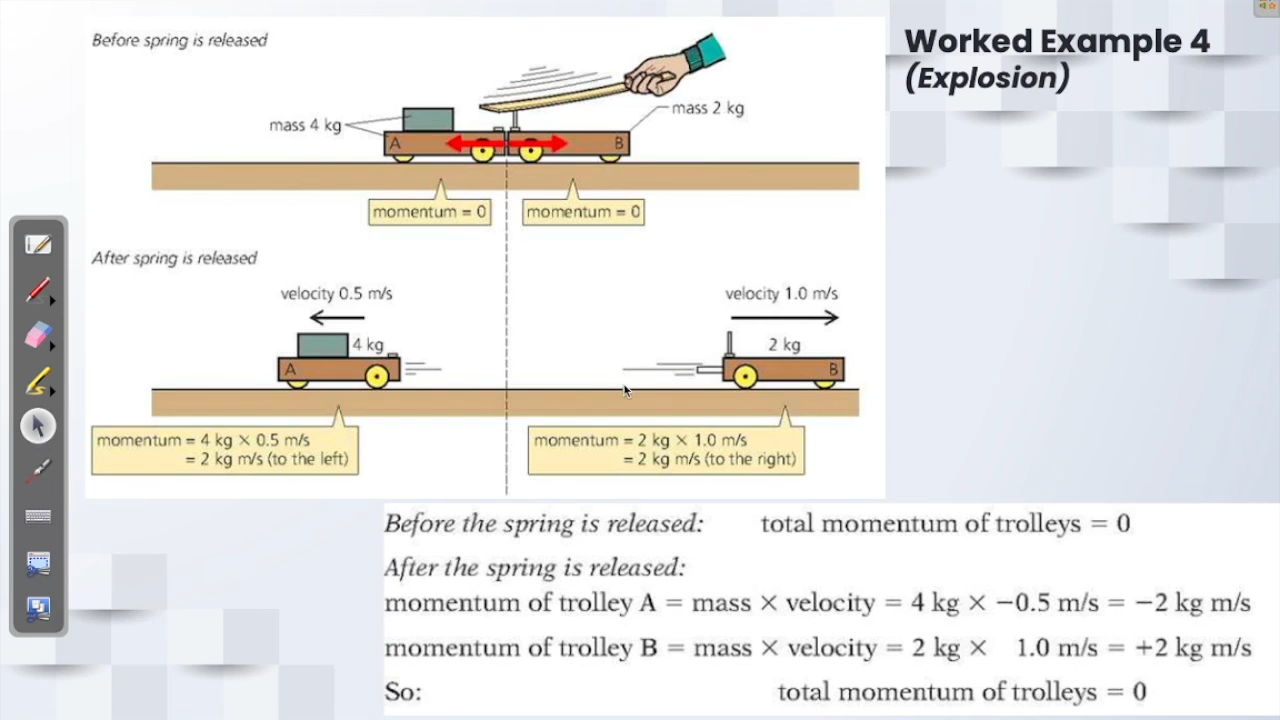 Worked Example 4
(Explosion)
Before spring is released
mass 4 kg
mass 2 kg
A
B
momentum = 0
momentum = 0
After spring is released
velocity 0.5 m/s
velocity 1.0 m/s
4 kg
2 kg
A
B
momentum = 4 kg × 0.5 m/s
= 2 kg m/s (to the left)
momentum = 2 kg × 1.0 m/s
= 2 kg m/s (to the right)
Before the spring is released: total momentum of trolleys = 0
After the spring is released:
momentum of trolley A = mass × velocity = 4 kg × −0.5 m/s = −2 kg m/s
momentum of trolley B = mass × velocity = 2 kg × 1.0 m/s = +2 kg m/s
So: total momentum of trolleys = 0